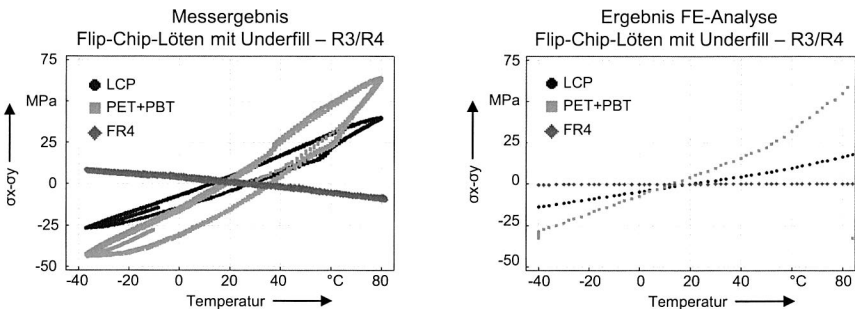 Messergebnis
Flip-Chip-Löten mit Underfill – R3/R4
75
MPa
25
0
-25
-50
σx-σy
LCP
PET+PBT
FR4
-40 -20 0 20 40 °C 80
Temperatur
Ergebnis FE-Analyse
Flip-Chip-Löten mit Underfill – R3/R4
75
MPa
25
0
-25
-50
σx-σy
LCP
PET+PBT
FR4
-40 -20 0 20 40 °C 80
Temperatur